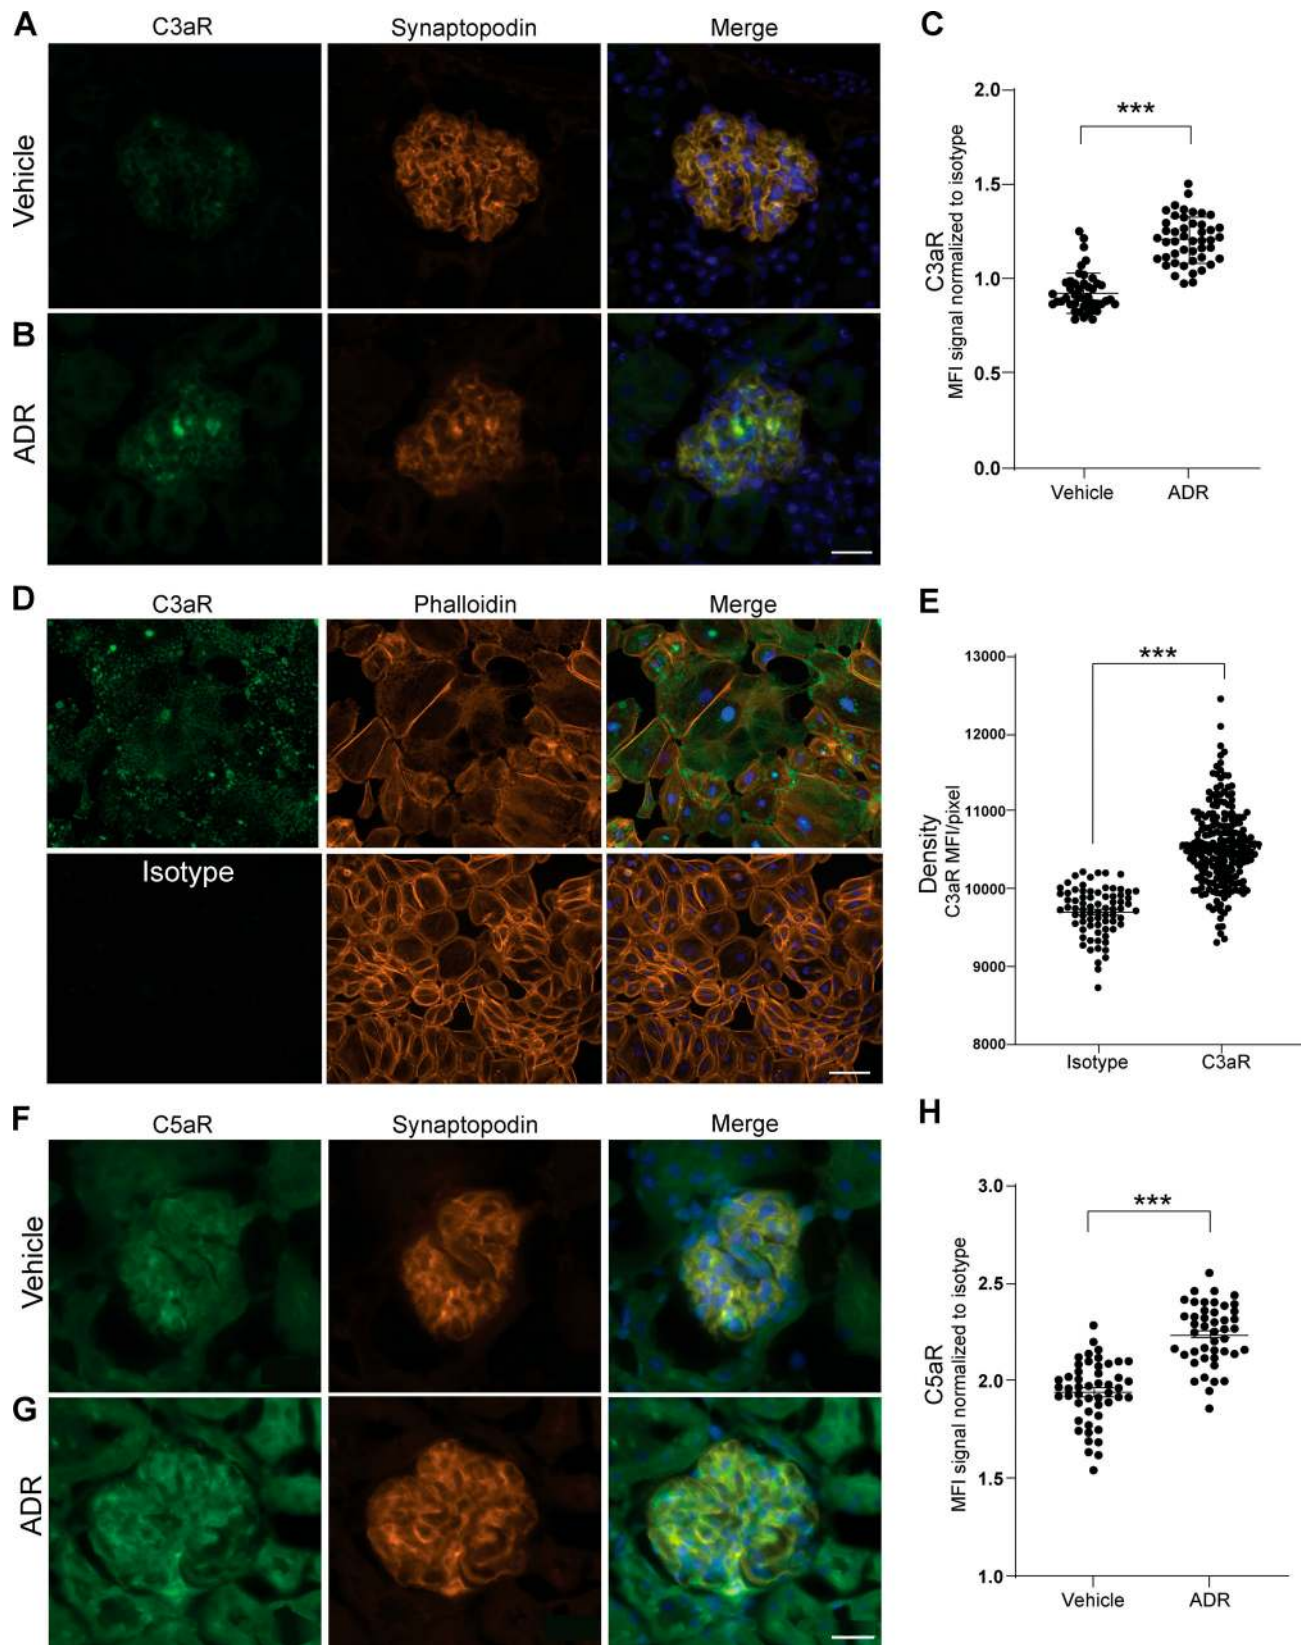 A
C3aR
Synaptopodin
Merge
Vehicle
B
ADR
C
***
2.0
1.5
1.0
0.5
0.0
C3aR
MFI signal normalized to isotype
Vehicle
ADR
D
C3aR
Phalloidin
Merge
Isotype
E
***
13000
12000
11000
10000
9000
8000
Density
C3aR MFI/pixel
Isotype
C3aR
F
C5aR
Synaptopodin
Merge
Vehicle
G
ADR
H
***
3.0
2.5
2.0
1.5
1.0
C5aR
MFI signal normalized to isotype
Vehicle
ADR